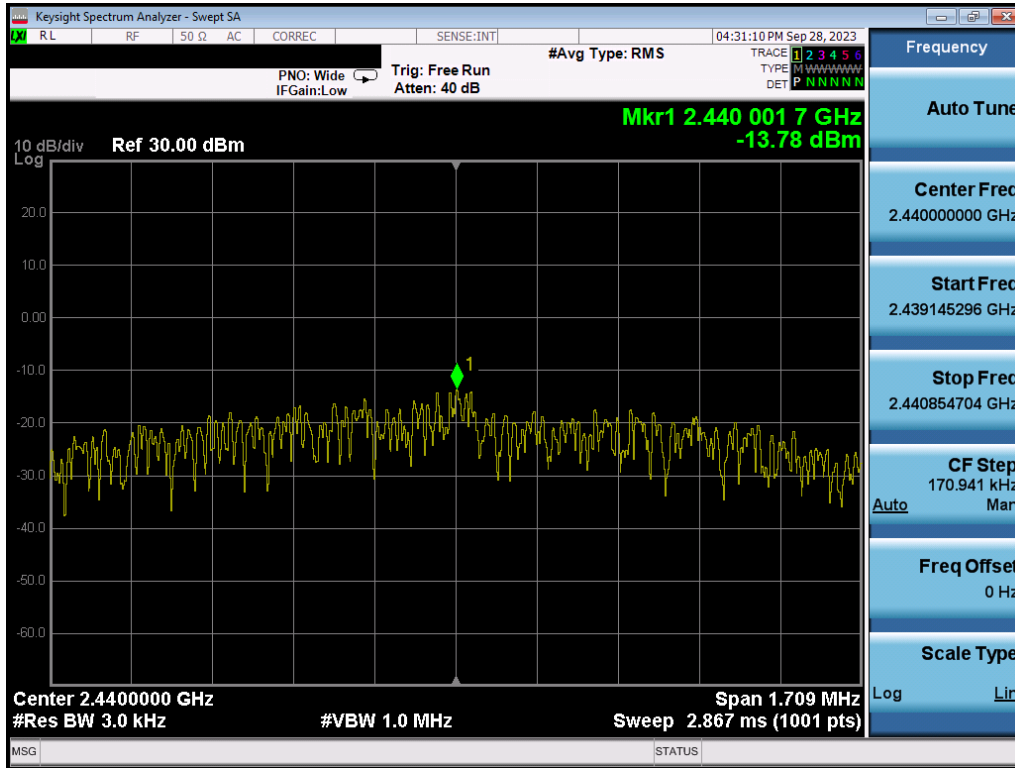 Keysight Spectrum Analyzer - Swept SA
LXI RL RF 50 Ω AC CORREC SENSE:INT 04:31:10 PM Sep 28, 2023
#Avg Type: RMS TRACE 1 2 3 4 5 6
PNO: Wide Trig: Free Run TYPE M WWWWW
IFGain:Low Atten: 40 dB DET P N N N N N
Mkr1 2.440 001 7 GHz
-13.78 dBm
10 dB/div Ref 30.00 dBm
Log
20.0
10.0
0.00
-10.0
-20.0
-30.0
-40.0
-50.0
-60.0
1
Center 2.4400000 GHz Span 1.709 MHz
#Res BW 3.0 kHz #VBW 1.0 MHz Sweep 2.867 ms (1001 pts)
MSG STATUS
Frequency
Auto Tune
Center Freq
2.440000000 GHz
Start Freq
2.439145296 GHz
Stop Freq
2.440854704 GHz
CF Step
170.941 kHz
Auto Man
Freq Offset
0 Hz
Scale Type
Log Lin